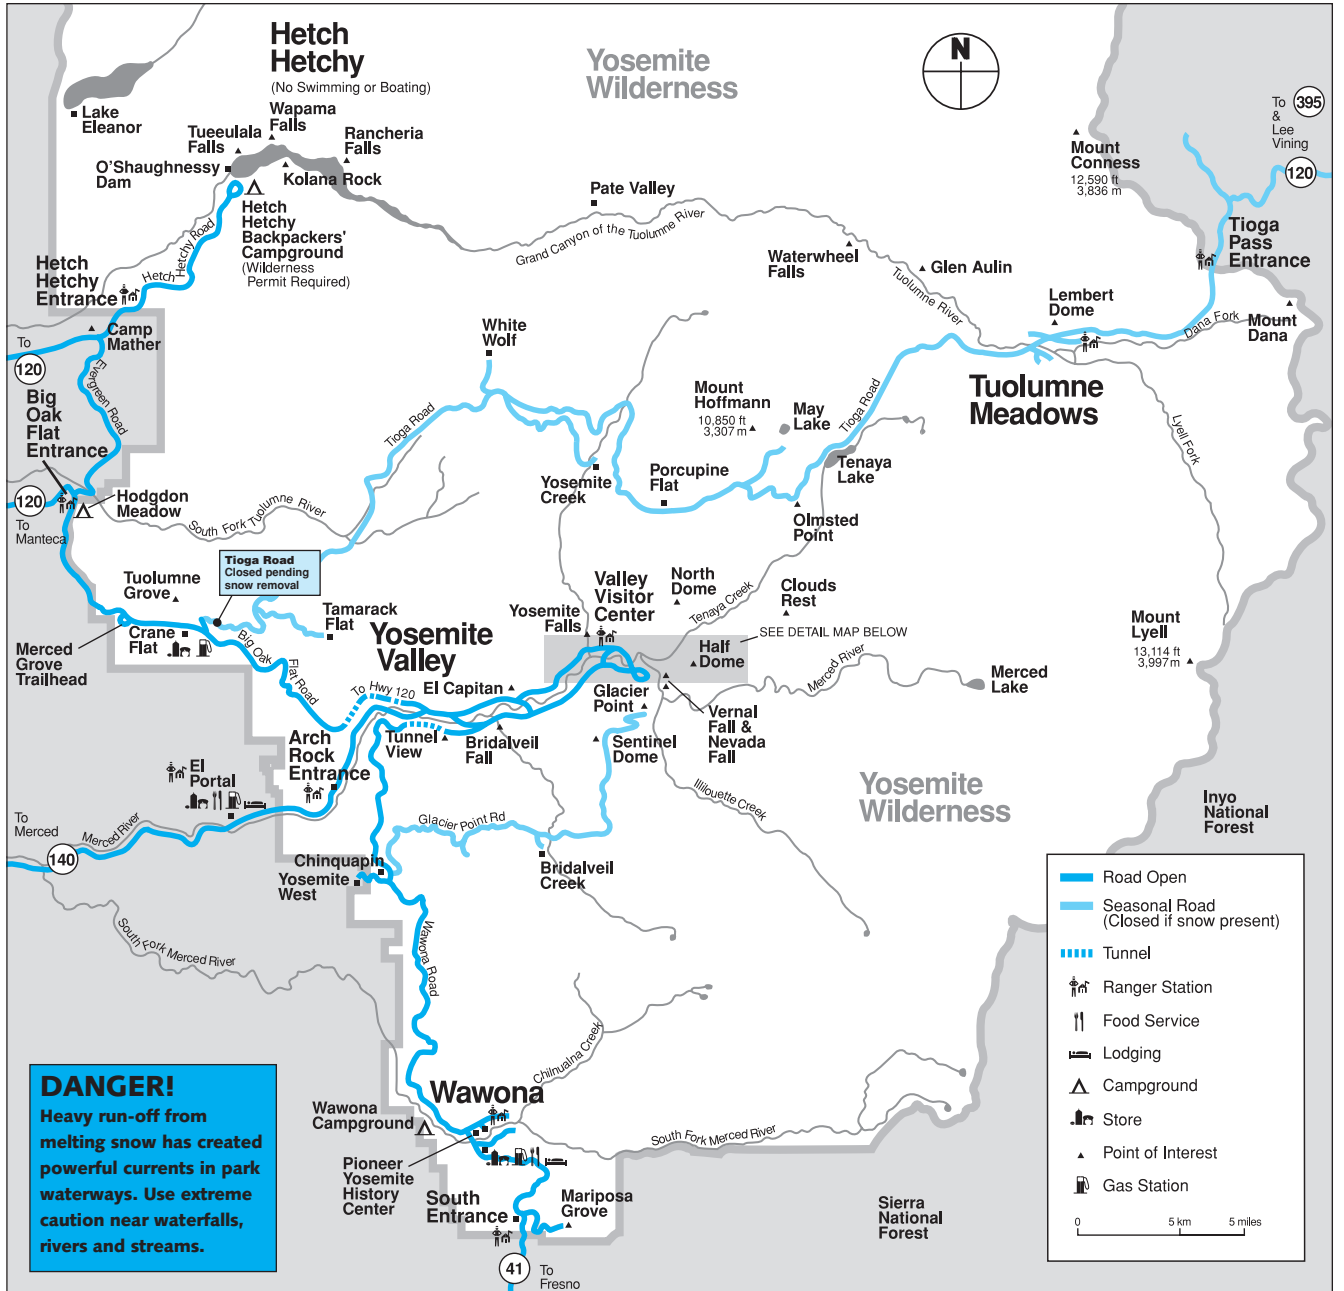 Hetch
Hetchy
(No Swimming or Boating)
Yosemite
Wilderness
N
To
395
&
Lee
Vining
120
Lake
Eleanor
Wapama
Falls
Tueeulala
Falls
Rancheria
Falls
O'Shaughnessy
Dam
Kolana Rock
Mount
Conness
12,590 ft
3,836 m
Pate Valley
Hetch
Hetchy
Backpackers'
Campground
(Wilderness
Permit Required)
Grand Canyon of the Tuolumne River
Waterwheel
Falls
Glen Aulin
Tioga
Pass
Entrance
Hetch
Hetchy
Entrance
Hetch Hetchy Road
Tuolumne River
Lembert
Dome
Dana Fork
Mount
Dana
Camp
Mather
To
120
Evergreen Road
White
Wolf
Big
Oak
Flat
Entrance
Tuolumne
Meadows
Mount
Hoffmann
10,850 ft
3,307 m
May
Lake
Tioga Road
Tioga Road
Lyell Fork
Tenaya
Lake
Yosemite
Creek
Porcupine
Flat
Olmsted
Point
120
To
Manteca
Hodgdon
Meadow
South Fork Tuolumne River
Tioga Road
Closed pending
snow removal
Tuolumne
Grove
Valley
Visitor
Center
North
Dome
Tenaya Creek
Clouds
Rest
Yosemite
Falls
Tamarack
Flat
Yosemite
Valley
SEE DETAIL MAP BELOW
Half
Dome
Mount
Lyell
13,114 ft
3,997 m
Merced
Grove
Trailhead
Crane
Flat
Big Oak Flat Road
To Hwy 120
El Capitan
Glacier
Point
Merced River
Merced
Lake
Vernal
Fall &
Nevada
Fall
Arch
Rock
Entrance
Tunnel
View
Bridalveil
Fall
Sentinel
Dome
El
Portal
Illilouette Creek
Yosemite
Wilderness
Inyo
National
Forest
To
Merced
140
Merced River
Glacier Point Rd
Bridalveil
Creek
Chinquapin
Yosemite
West
South Fork Merced River
Wawona Road
Road Open
Seasonal Road
(Closed if snow present)
Tunnel
Ranger Station
Food Service
Lodging
Campground
Store
Point of Interest
Gas Station
0
5 km
5 miles
Chilnualna Creek
DANGER!
Heavy run-off from
melting snow has created
powerful currents in park
waterways. Use extreme
caution near waterfalls,
rivers and streams.
Wawona
Wawona
Campground
South Fork Merced River
Pioneer
Yosemite
History
Center
South
Entrance
Mariposa
Grove
Sierra
National
Forest
41
To
Fresno